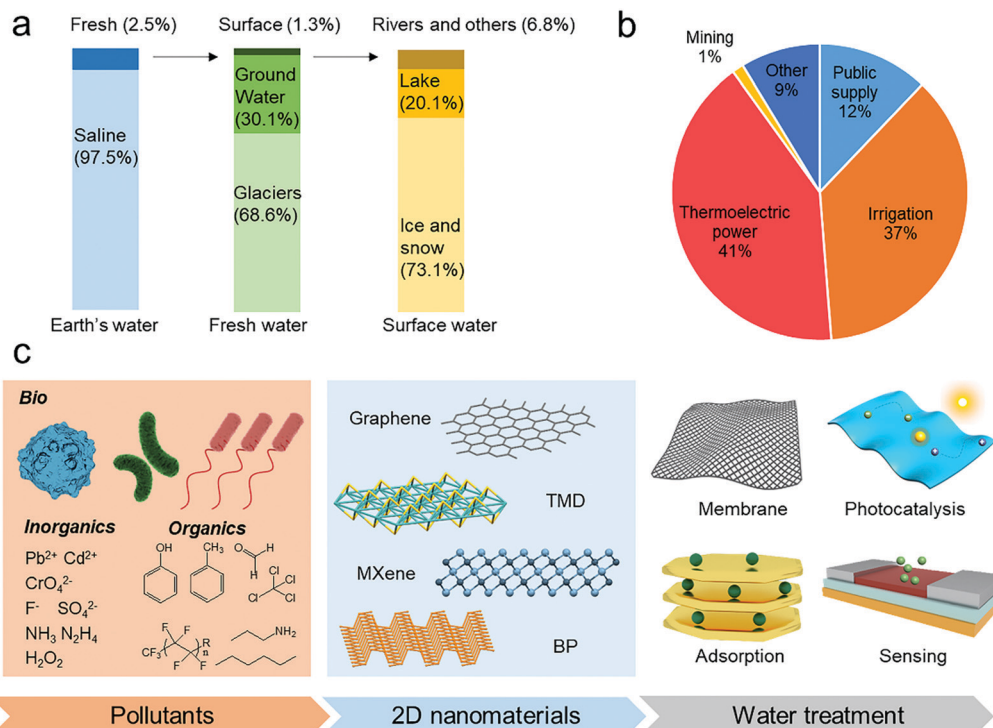 a
Fresh (2.5%)
Surface (1.3%)
Rivers and others (6.8%)
Saline
(97.5%)
Ground
Water
(30.1%)
Glaciers
(68.6%)
Lake
(20.1%)
Ice and
snow
(73.1%)
Earth's water
Fresh water
Surface water
b
Mining
1%
Other
9%
Public
supply
12%
Thermoelectric
power
41%
Irrigation
37%
c
Bio
Inorganics
Pb²⁺ Cd²⁺
CrO₄²⁻
F⁻ SO₄²⁻
NH₃ N₂H₄
H₂O₂
Organics
OH
CH₃
O
H
H
Cl
Cl
Cl
Cl
F
F
R
n
CF₃
F
F
NH₂
Graphene
TMD
MXene
BP
Membrane
Photocatalysis
Adsorption
Sensing
Pollutants
2D nanomaterials
Water treatment